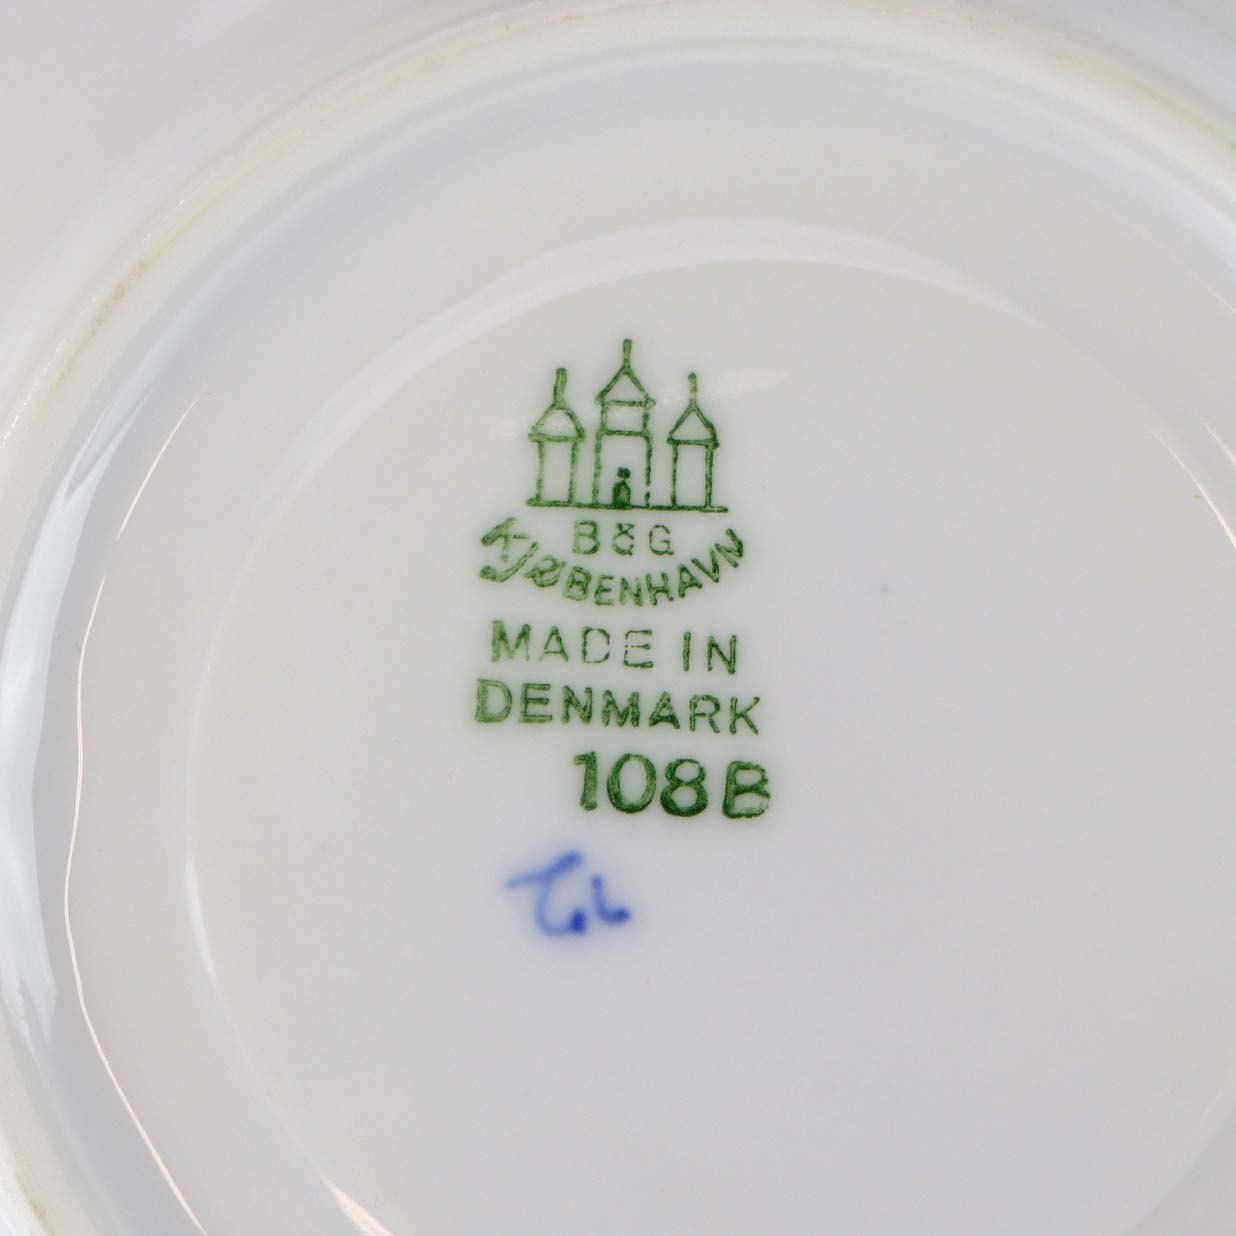 B&G
KJØBENHAVN
MADE IN
DENMARK
108B